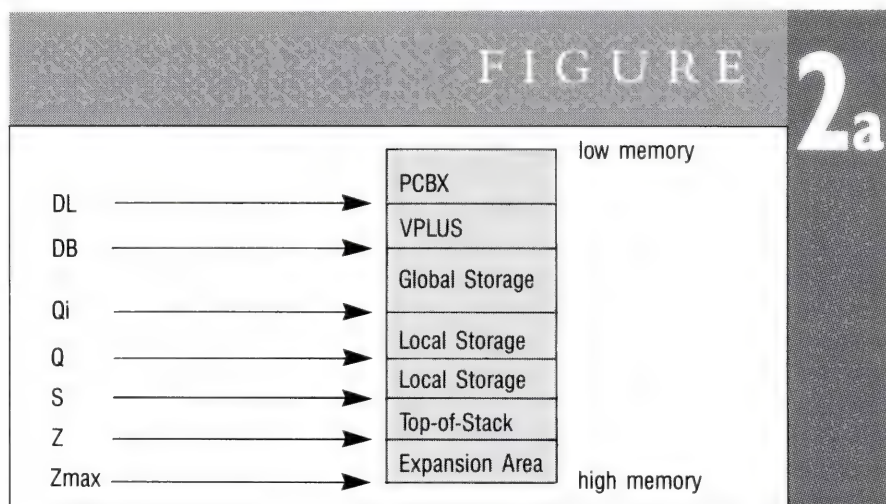 FIGURE 2a
low memory
PCBX
DL
VPLUS
DB
Global Storage
Qi
Local Storage
Q
Local Storage
S
Top-of-Stack
Z
Expansion Area
Zmax
high memory